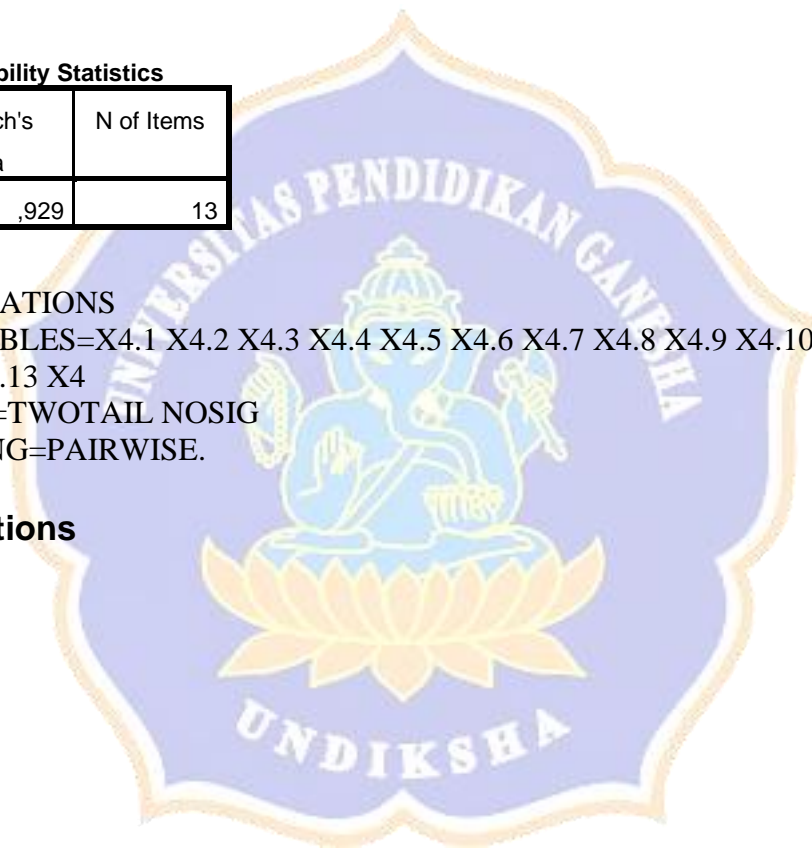 bility Statistics
ch's N of Items
a
,929 13
ATIONS
BLES=X4.1 X4.2 X4.3 X4.4 X4.5 X4.6 X4.7 X4.8 X4.9 X4.10
.13 X4
=TWOTAIL NOSIG
NG=PAIRWISE.
tions
UNIVERSITAS PENDIDIKAN GANESHA
UNDIKSHA